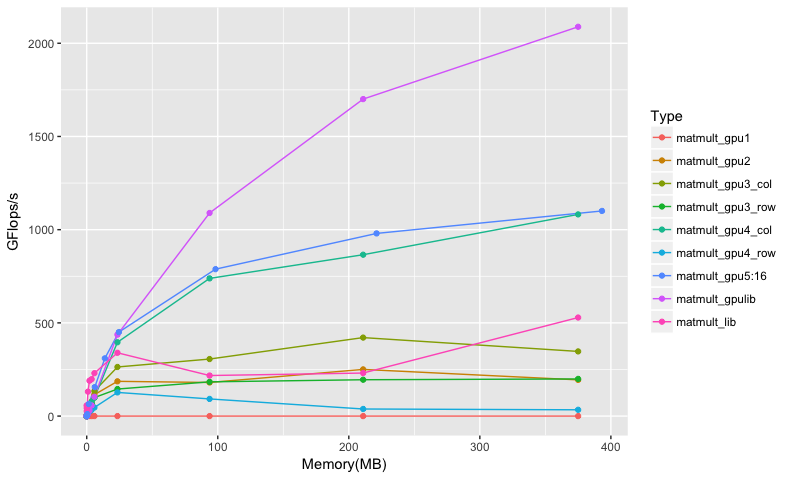 2000
1500
1000
500
0
GFlops/s
0 100 200 300 400
Memory(MB)
Type
matmult_gpu1
matmult_gpu2
matmult_gpu3_col
matmult_gpu3_row
matmult_gpu4_col
matmult_gpu4_row
matmult_gpu5:16
matmult_gpulib
matmult_lib